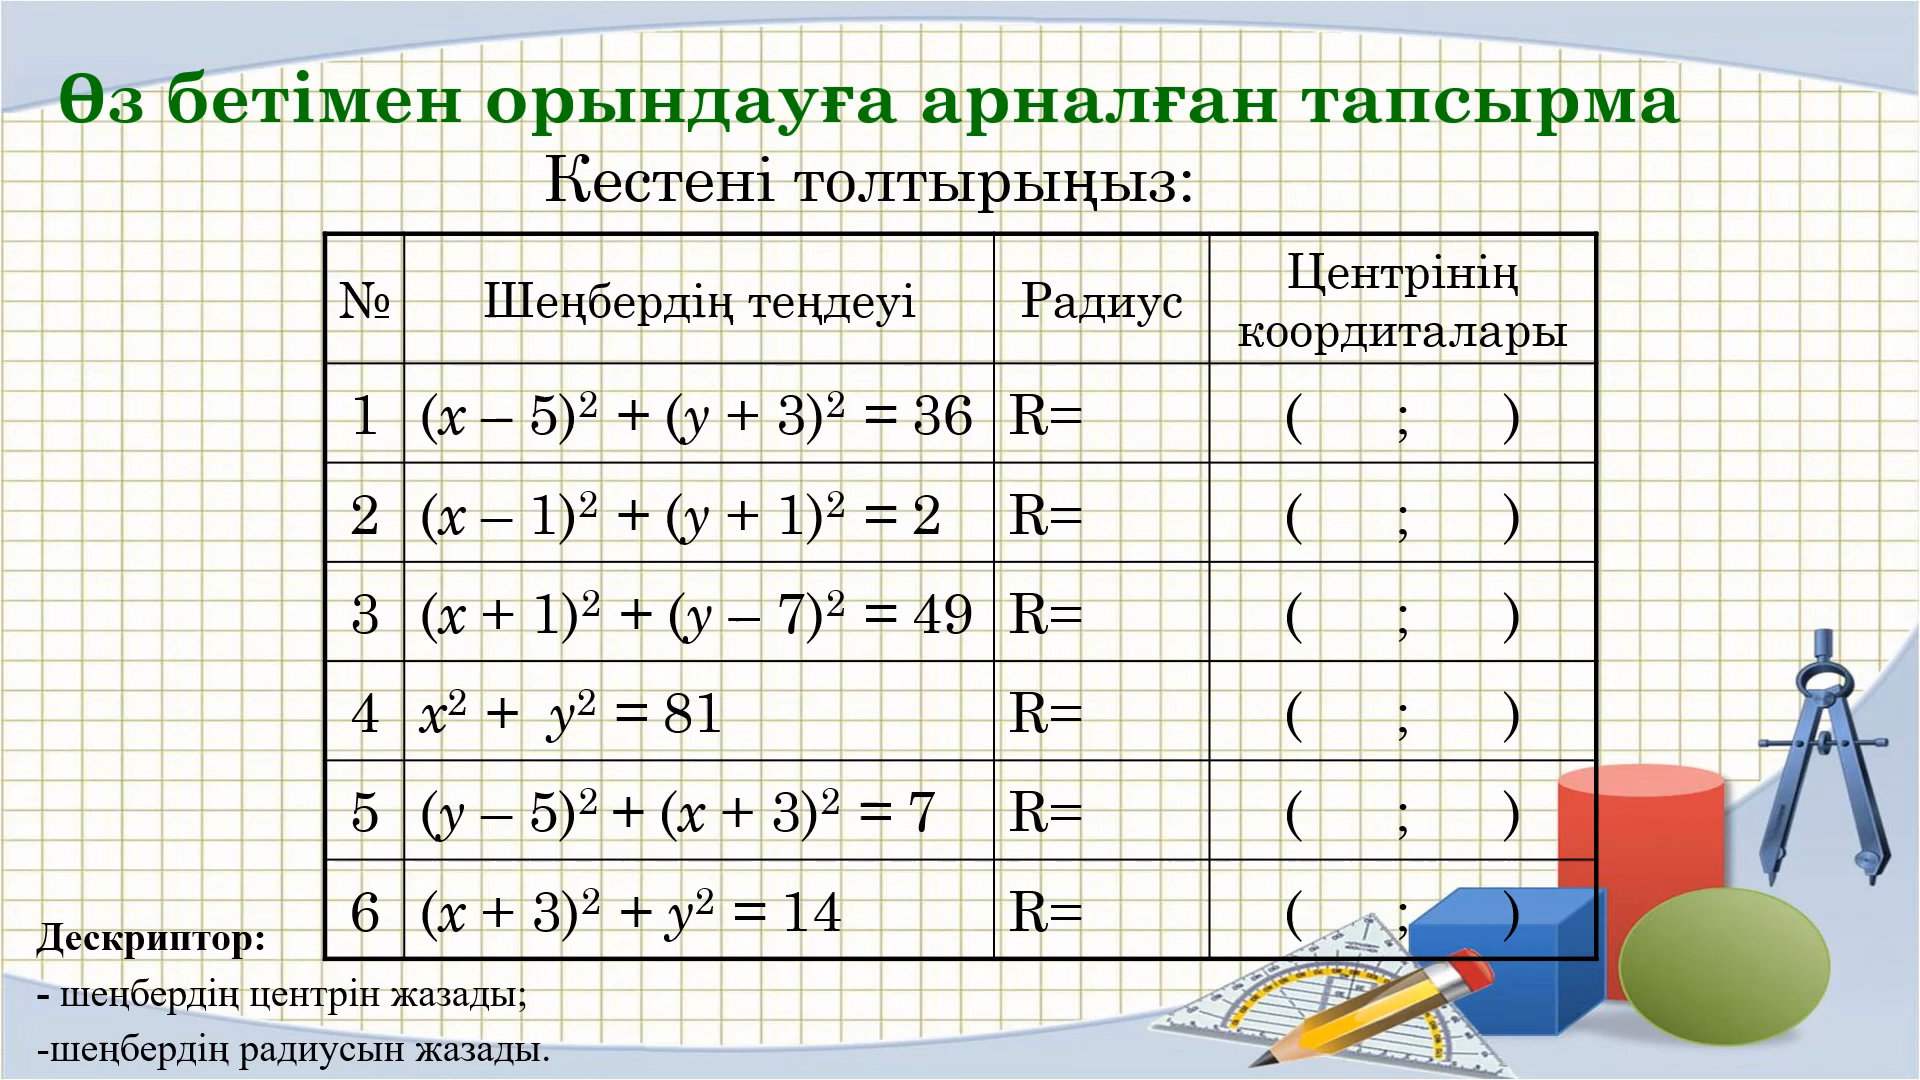 Өз бетімен орындауға арналған тапсырма
Кестені толтырыңыз:
№ Шеңбердің теңдеуі Радиус Центрінің коордиталары
1 (x – 5)² + (y + 3)² = 36 R= ( ; )
2 (x – 1)² + (y + 1)² = 2 R= ( ; )
3 (x + 1)² + (y – 7)² = 49 R= ( ; )
4 x² + y² = 81 R= ( ; )
5 (y – 5)² + (x + 3)² = 7 R= ( ; )
6 (x + 3)² + y² = 14 R= ( ; )
Дескриптор:
- шеңбердің центрін жазады;
-шеңбердің радиусын жазады.